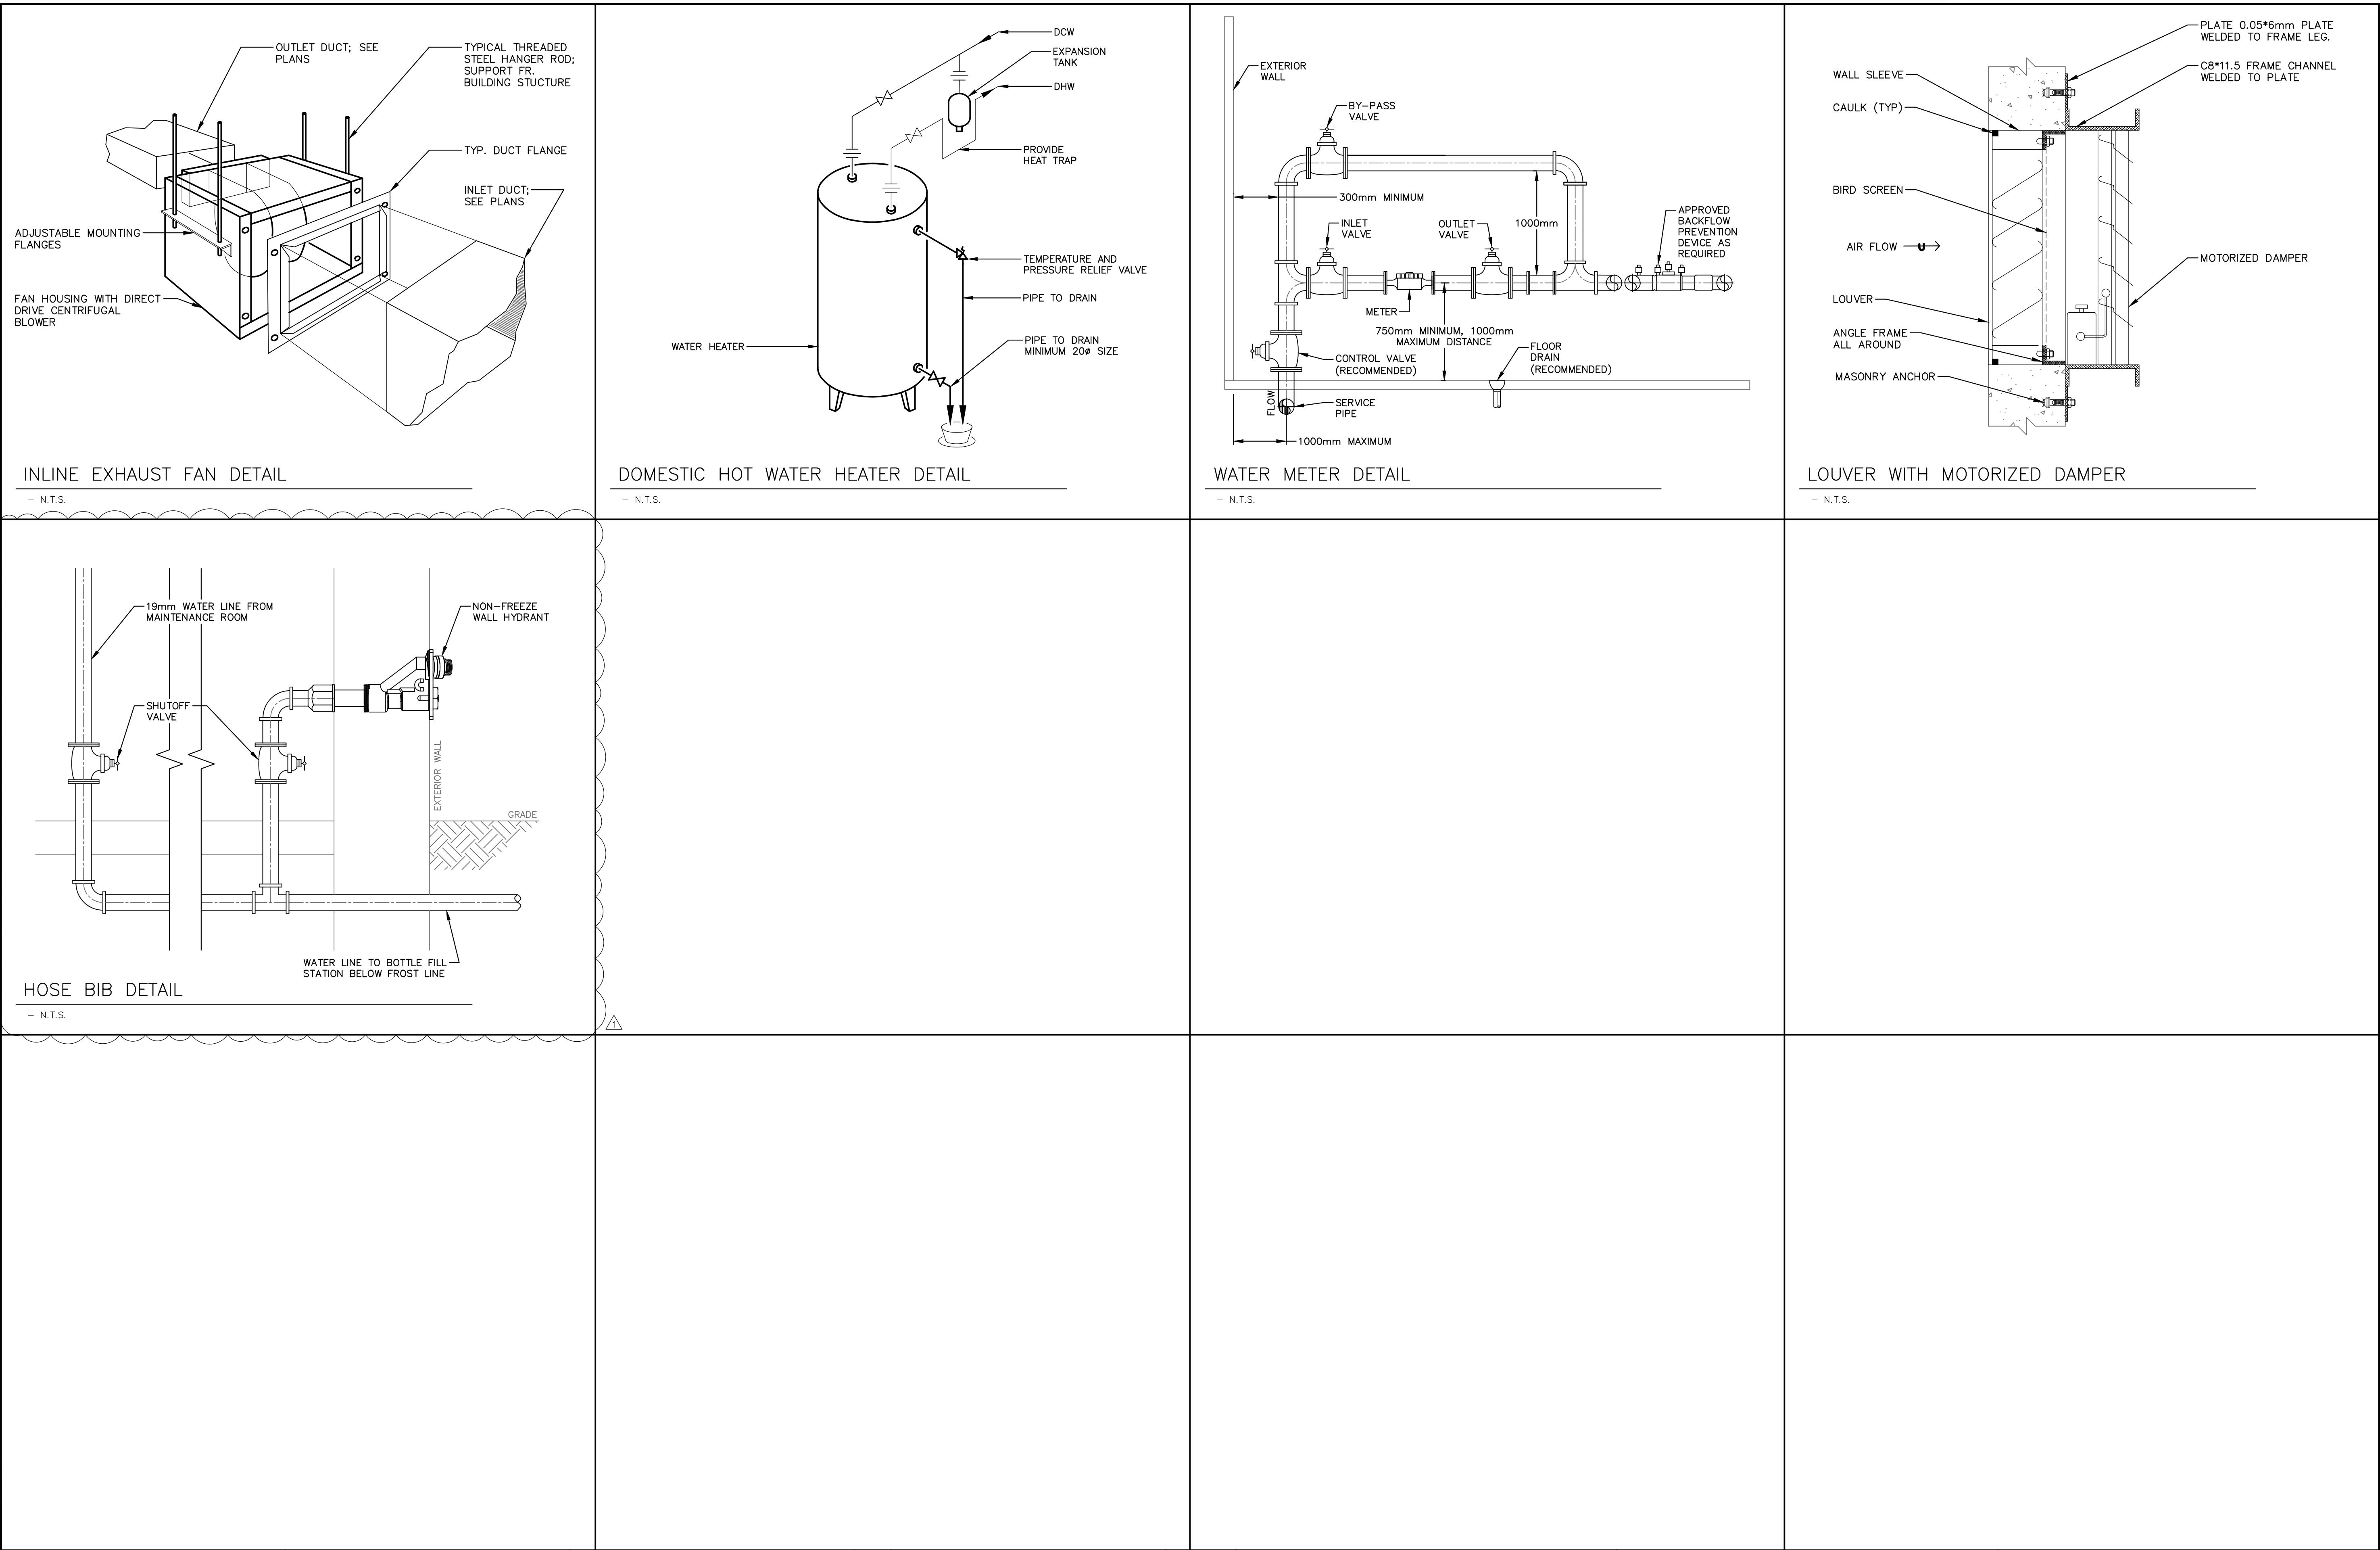 OUTLET DUCT; SEE
PLANS
TYPICAL THREADED
STEEL HANGER ROD;
SUPPORT FR.
BUILDING STUCTURE
TYP. DUCT FLANGE
INLET DUCT;
SEE PLANS
ADJUSTABLE MOUNTING
FLANGES
FAN HOUSING WITH DIRECT
DRIVE CENTRIFUGAL
BLOWER
INLINE EXHAUST FAN DETAIL
- N.T.S.
DCW
EXPANSION
TANK
DHW
PROVIDE
HEAT TRAP
TEMPERATURE AND
PRESSURE RELIEF VALVE
PIPE TO DRAIN
WATER HEATER
PIPE TO DRAIN
MINIMUM 20ø SIZE
DOMESTIC HOT WATER HEATER DETAIL
- N.T.S.
EXTERIOR
WALL
BY-PASS
VALVE
300mm MINIMUM
INLET
VALVE
OUTLET
VALVE
1000mm
APPROVED
BACKFLOW
PREVENTION
DEVICE AS
REQUIRED
METER
750mm MINIMUM, 1000mm
MAXIMUM DISTANCE
CONTROL VALVE
(RECOMMENDED)
FLOOR
DRAIN
(RECOMMENDED)
FLOW
SERVICE
PIPE
1000mm MAXIMUM
WATER METER DETAIL
- N.T.S.
PLATE 0.05*6mm PLATE
WELDED TO FRAME LEG.
C8*11.5 FRAME CHANNEL
WELDED TO PLATE
WALL SLEEVE
CAULK (TYP)
BIRD SCREEN
AIR FLOW
MOTORIZED DAMPER
LOUVER
ANGLE FRAME
ALL AROUND
MASONRY ANCHOR
LOUVER WITH MOTORIZED DAMPER
- N.T.S.
19mm WATER LINE FROM
MAINTENANCE ROOM
NON-FREEZE
WALL HYDRANT
SHUTOFF
VALVE
EXTERIOR WALL
GRADE
WATER LINE TO BOTTLE FILL
STATION BELOW FROST LINE
HOSE BIB DETAIL
- N.T.S.
1